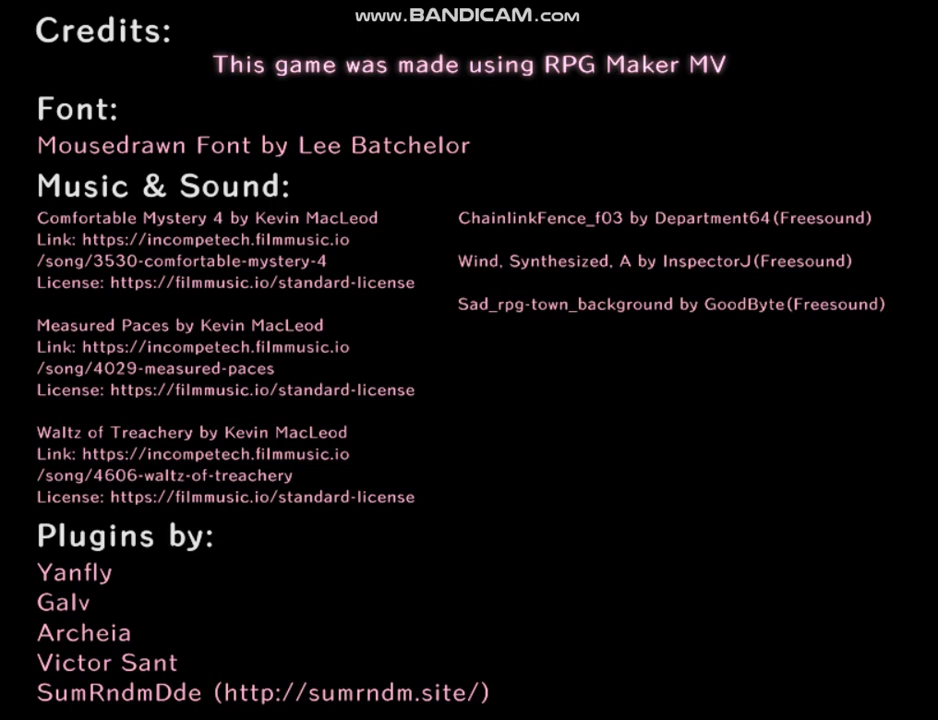 www.BANDICAM.com
Credits:
This game was made using RPG Maker MV
Font:
Mousedrawn Font by Lee Batchelor
Music & Sound:
Comfortable Mystery 4 by Kevin MacLeod
Link: https://incompetech.filmmusic.io
/song/3530-comfortable-mystery-4
License: https://filmmusic.io/standard-license
Measured Paces by Kevin MacLeod
Link: https://incompetech.filmmusic.io
/song/4029-measured-paces
License: https://filmmusic.io/standard-license
Waltz of Treachery by Kevin MacLeod
Link: https://incompetech.filmmusic.io
/song/4606-waltz-of-treachery
License: https://filmmusic.io/standard-license
ChainlinkFence_f03 by Department64(Freesound)
Wind, Synthesized, A by InspectorJ(Freesound)
Sad_rpg-town_background by GoodByte(Freesound)
Plugins by:
Yanfly
Galv
Archeia
Victor Sant
SumRndmDde (http://sumrndm.site/)